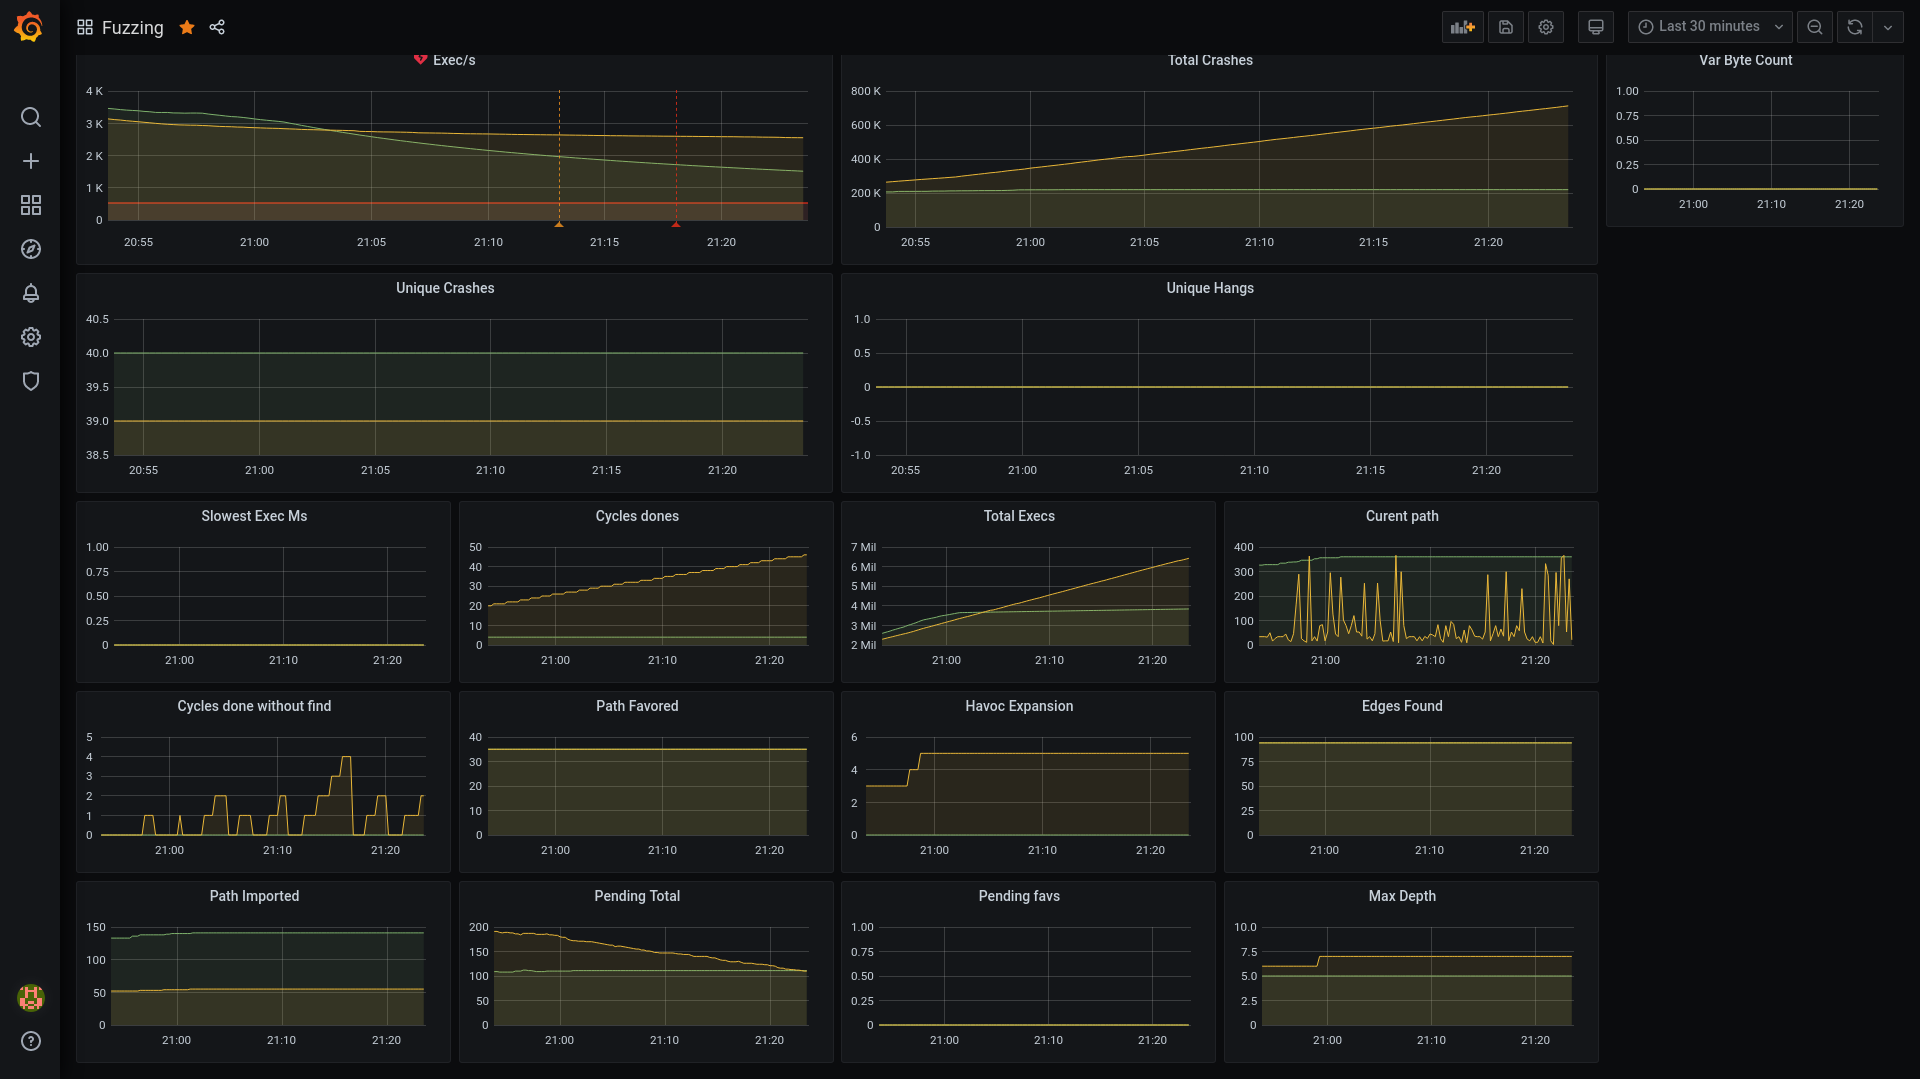 Fuzzing
Last 30 minutes
Exec/s
4 K
3 K
2 K
1 K
0
20:55 21:00 21:05 21:10 21:15 21:20
Total Crashes
800 K
600 K
400 K
200 K
0
20:55 21:00 21:05 21:10 21:15 21:20
Var Byte Count
1.00
0.75
0.50
0.25
0
21:00 21:10 21:20
Unique Crashes
40.5
40.0
39.5
39.0
38.5
20:55 21:00 21:05 21:10 21:15 21:20
Unique Hangs
1.0
0.5
0
-0.5
-1.0
20:55 21:00 21:05 21:10 21:15 21:20
Slowest Exec Ms
1.00
0.75
0.50
0.25
0
21:00 21:10 21:20
Cycles dones
50
40
30
20
10
0
21:00 21:10 21:20
Total Execs
7 Mil
6 Mil
5 Mil
4 Mil
3 Mil
2 Mil
21:00 21:10 21:20
Curent path
400
300
200
100
0
21:00 21:10 21:20
Cycles done without find
5
4
3
2
1
0
21:00 21:10 21:20
Path Favored
40
30
20
10
0
21:00 21:10 21:20
Havoc Expansion
6
4
2
0
21:00 21:10 21:20
Edges Found
100
75
50
25
0
21:00 21:10 21:20
Path Imported
150
100
50
0
21:00 21:10 21:20
Pending Total
200
150
100
50
0
21:00 21:10 21:20
Pending favs
1.00
0.75
0.50
0.25
0
21:00 21:10 21:20
Max Depth
10.0
7.5
5.0
2.5
0
21:00 21:10 21:20